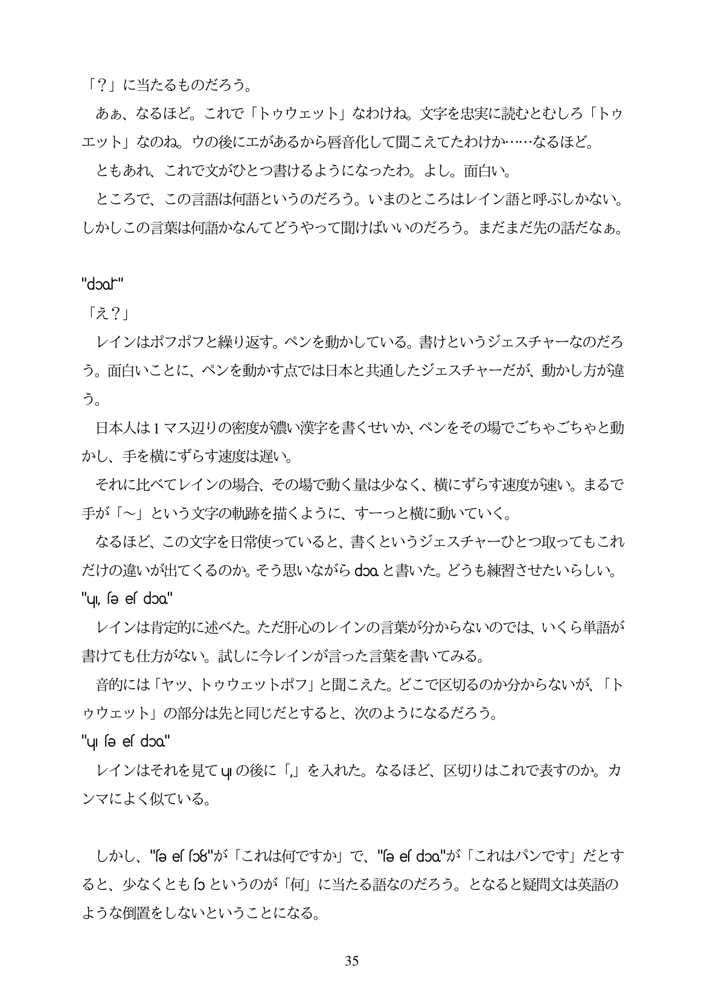 「？」に当たるものだろう。
　あぁ、なるほど。これで「トゥウェット」なわけね。文字を忠実に読むとむしろ「トゥ
エット」なのね。ウの後にエがあるから唇音化して聞こえてたわけか……なるほど。
　ともあれ、これで文がひとつ書けるようになったわ。よし。面白い。
　ところで、この言語は何語というのだろう。いまのところはレイン語と呼ぶしかない。
しかしこの言葉は何語かなんてどうやって聞けばいいのだろう。まだまだ先の話だなぁ。
「え？」
　レインはポフポフと繰り返す。ペンを動かしている。書けというジェスチャーなのだろ
う。面白いことに、ペンを動かす点では日本と共通したジェスチャーだが、動かし方が違
う。
　日本人は 1 マス辺りの密度が濃い漢字を書くせいか、ペンをその場でごちゃごちゃと動
かし、手を横にずらす速度は遅い。
　それに比べてレインの場合、その場で動く量は少なく、横にずらす速度が速い。まるで
手が「～」という文字の軌跡を描くように、すーっと横に動いていく。
　なるほど、この文字を日常使っていると、書くというジェスチャーひとつ取ってもこれ
だけの違いが出てくるのか。そう思いながら dɔɑ と書いた。どうも練習させたいらしい。
　レインは肯定的に述べた。ただ肝心のレインの言葉が分からないのでは、いくら単語が
書けても仕方がない。試しに今レインが言った言葉を書いてみる。
　音的には「ヤッ、トゥウェットポフ」と聞こえた。どこで区切るのか分からないが、「ト
ゥウェット」の部分は先と同じだとすると、次のようになるだろう。
　レインはそれを見て の後に「,」を入れた。なるほど、区切りはこれで表すのか。カ
ンマによく似ている。
　しかし、が「これは何ですか」で、が「これはパンです」だとす
ると、少なくとも というのが「何」に当たる語なのだろう。となると疑問文は英語の
ような倒置をしないということになる。
35